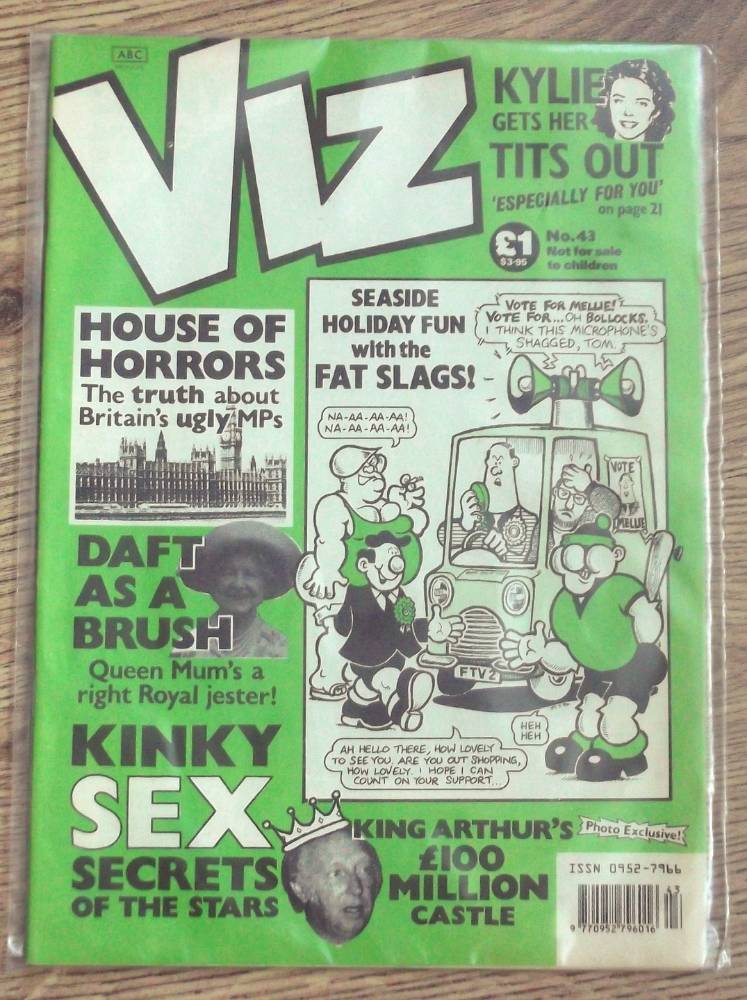 ABC
VIZ
KYLIE
GETS HER
TITS OUT
'ESPECIALLY FOR YOU'
on page 21
£1
$3·95
No.43
Not for sale
to children
HOUSE OF
HORRORS
The truth about
Britain's ugly MPs
SEASIDE
HOLIDAY FUN
with the
FAT SLAGS!
VOTE FOR MELLIE!
VOTE FOR...OH BOLLOCKS.
I THINK THIS MICROPHONE'S
SHAGGED, TOM.
NA-AA-AA-AA!
NA-AA-AA-AA!
VOTE
MELLIE
FTV 2
HEH
HEH
AH HELLO THERE, HOW LOVELY
TO SEE YOU. ARE YOU OUT SHOPPING,
HOW LOVELY. I HOPE I CAN
COUNT ON YOUR SUPPORT...
DAFT
AS A
BRUSH
Queen Mum's a
right Royal jester!
KINKY
SEX
SECRETS
OF THE STARS
KING ARTHUR'S
£100
MILLION
CASTLE
Photo Exclusive!
ISSN 0952-7966
43
9 770952 796016